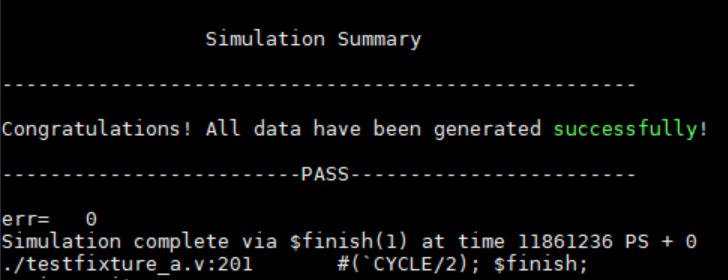 Simulation Summary
-----------------------------------------------------
Congratulations! All data have been generated successfully!
-------------------------PASS------------------------
err=   0
Simulation complete via $finish(1) at time 11861236 PS + 0
./testfixture_a.v:201       #(`CYCLE/2); $finish;